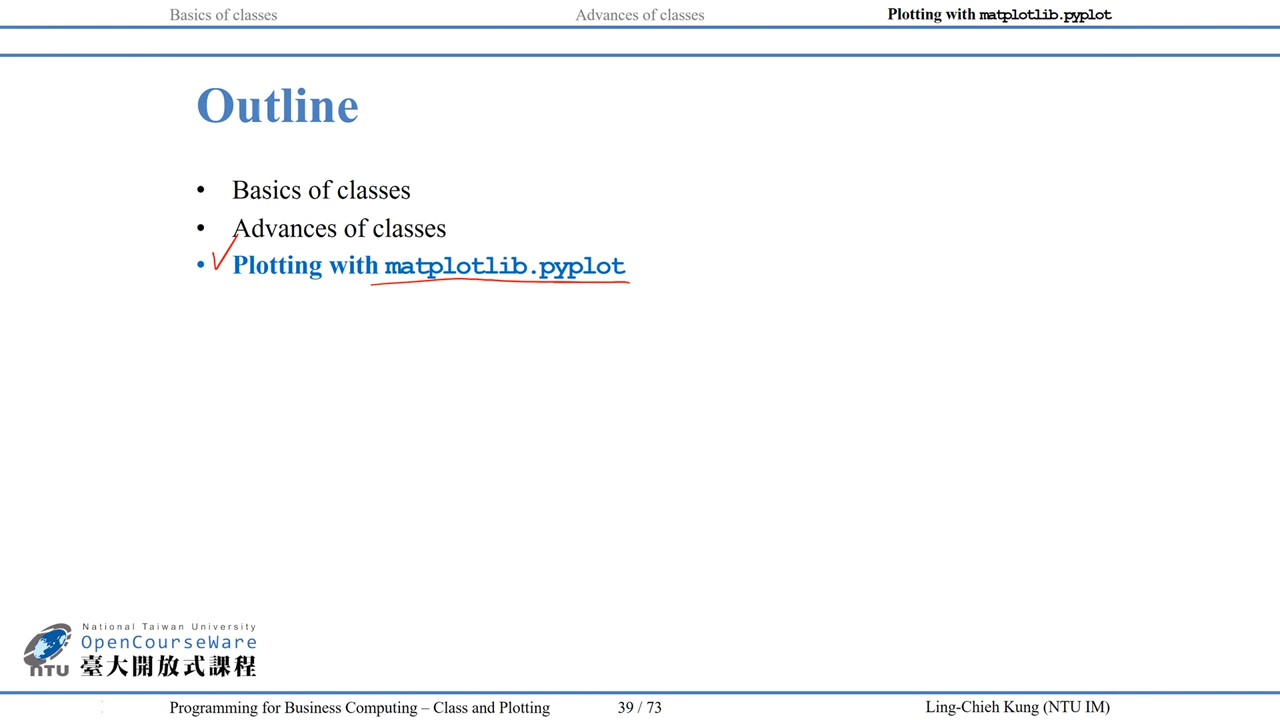 Basics of classes Advances of classes Plotting with matplotlib.pyplot
Outline
• Basics of classes
• Advances of classes
• Plotting with matplotlib.pyplot
National Taiwan University
OpenCourseWare
NTU 臺大開放式課程
Programming for Business Computing – Class and Plotting 39 / 73 Ling-Chieh Kung (NTU IM)